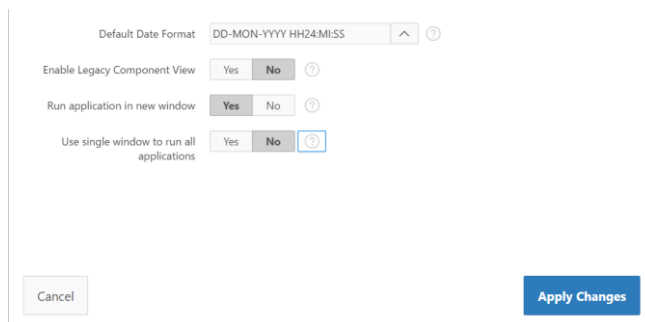 Default Date Format DD-MON-YYYY HH24:MI:SS ?
Enable Legacy Component View Yes No ?
Run application in new window Yes No ?
Use single window to run all Yes No ?
applications
Cancel Apply Changes